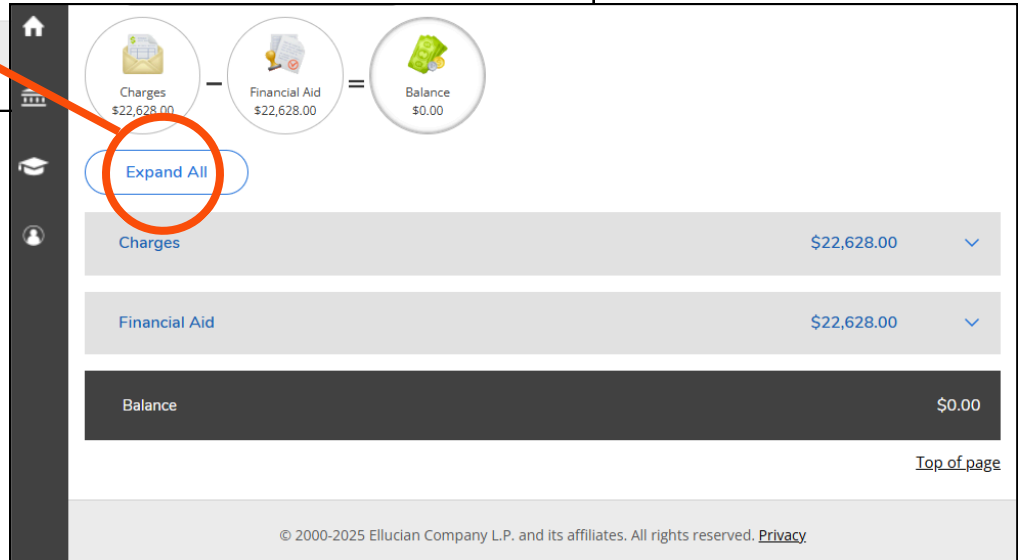 Charges
$22,628.00
–
Financial Aid
$22,628.00
=
Balance
$0.00
Expand All
Charges $22,628.00
Financial Aid $22,628.00
Balance $0.00
Top of page
© 2000-2025 Ellucian Company L.P. and its affiliates. All rights reserved. Privacy